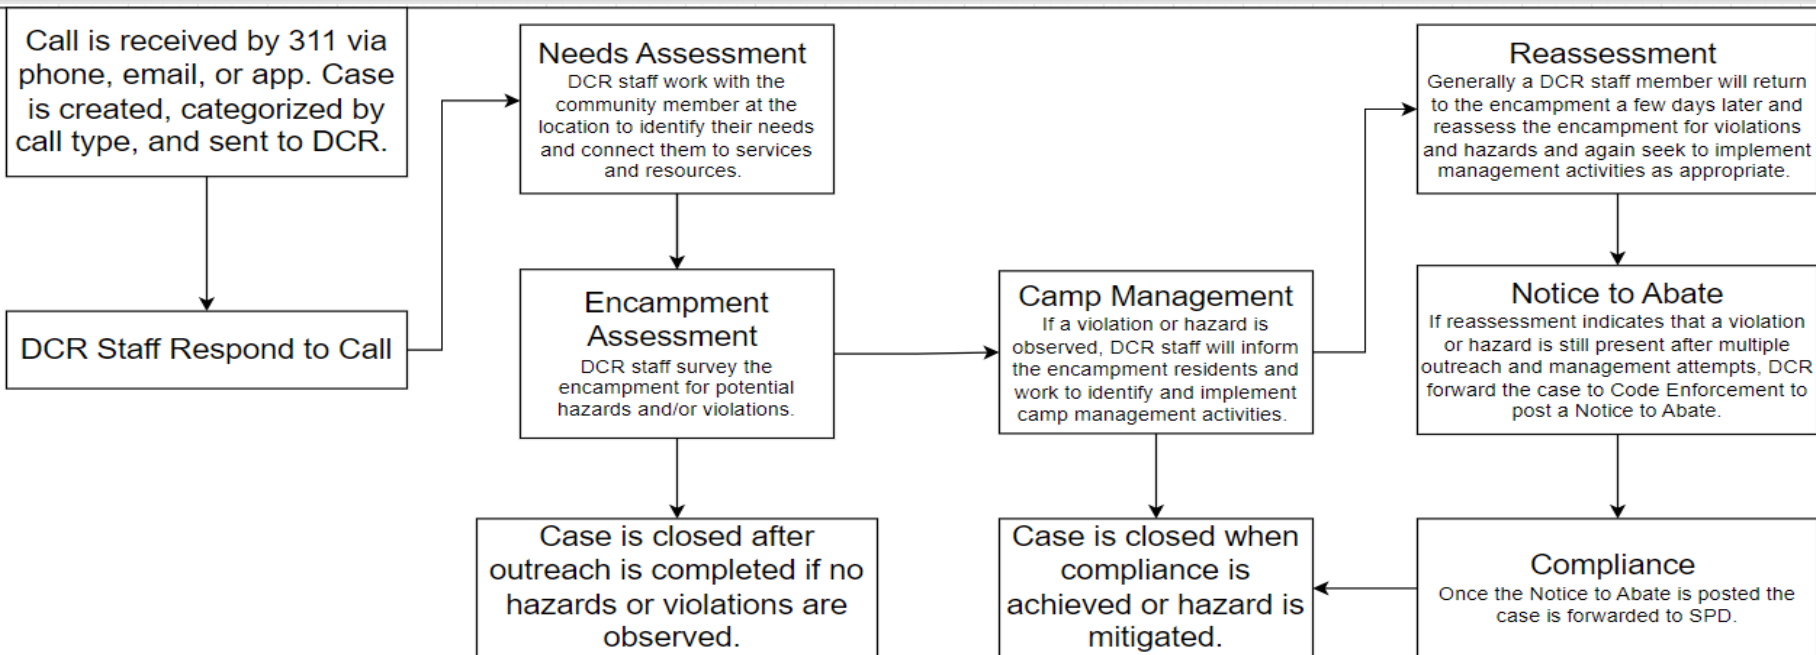 Call is received by 311 via
phone, email, or app. Case
is created, categorized by
call type, and sent to DCR.
DCR Staff Respond to Call
Needs Assessment
DCR staff work with the
community member at the
location to identify their needs
and connect them to services
and resources.
Encampment
Assessment
DCR staff survey the
encampment for potential
hazards and/or violations.
Case is closed after
outreach is completed if no
hazards or violations are
observed.
Camp Management
If a violation or hazard is
observed, DCR staff will inform
the encampment residents and
work to identify and implement
camp management activities.
Case is closed when
compliance is
achieved or hazard is
mitigated.
Reassessment
Generally a DCR staff member will return
to the encampment a few days later and
reassess the encampment for violations
and hazards and again seek to implement
management activities as appropriate.
Notice to Abate
If reassessment indicates that a violation
or hazard is still present after multiple
outreach and management attempts, DCR
forward the case to Code Enforcement to
post a Notice to Abate.
Compliance
Once the Notice to Abate is posted the
case is forwarded to SPD.